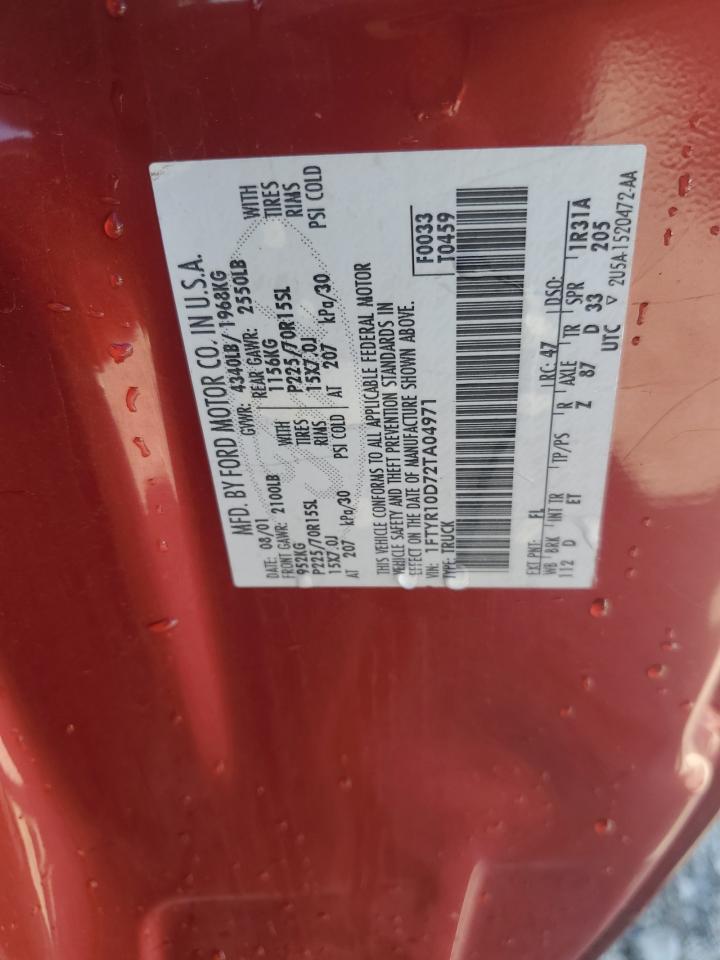 MFD. BY FORD MOTOR CO. IN U.S.A.
DATE: 08/01 GVWR: 4340LB/ 1968KG
FRONT GAWR: 2100LB REAR GAWR: 2550LB
952KG WITH 1156KG WITH
P225/70R15SL TIRES P225/70R15SL TIRES
15X7.0J RIMS 15X7.0J RIMS
AT 207 kPa/30 PSI COLD AT 207 kPa/30 PSI COLD
THIS VEHICLE CONFORMS TO ALL APPLICABLE FEDERAL MOTOR
VEHICLE SAFETY AND THEFT PREVENTION STANDARDS IN
EFFECT ON THE DATE OF MANUFACTURE SHOWN ABOVE.
VIN: 1FTYR10D72TA04971
TYPE: TRUCK
F0033
T0459
EXT PNT: FL RC: 47 DSO:
WB BRK INT TR TP/PS R AXLE TR SPR 1R31A
112 D ET Z 87 D 33 205
UTC ▽ 2U5A-1520472-AA